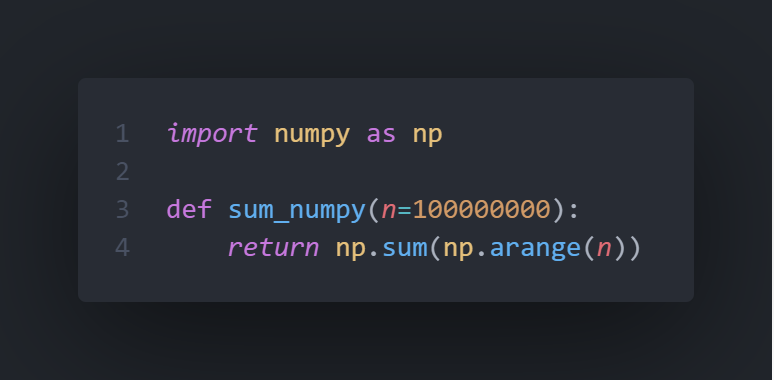 1 import numpy as np
2
3 def sum_numpy(n=100000000):
4     return np.sum(np.arange(n))